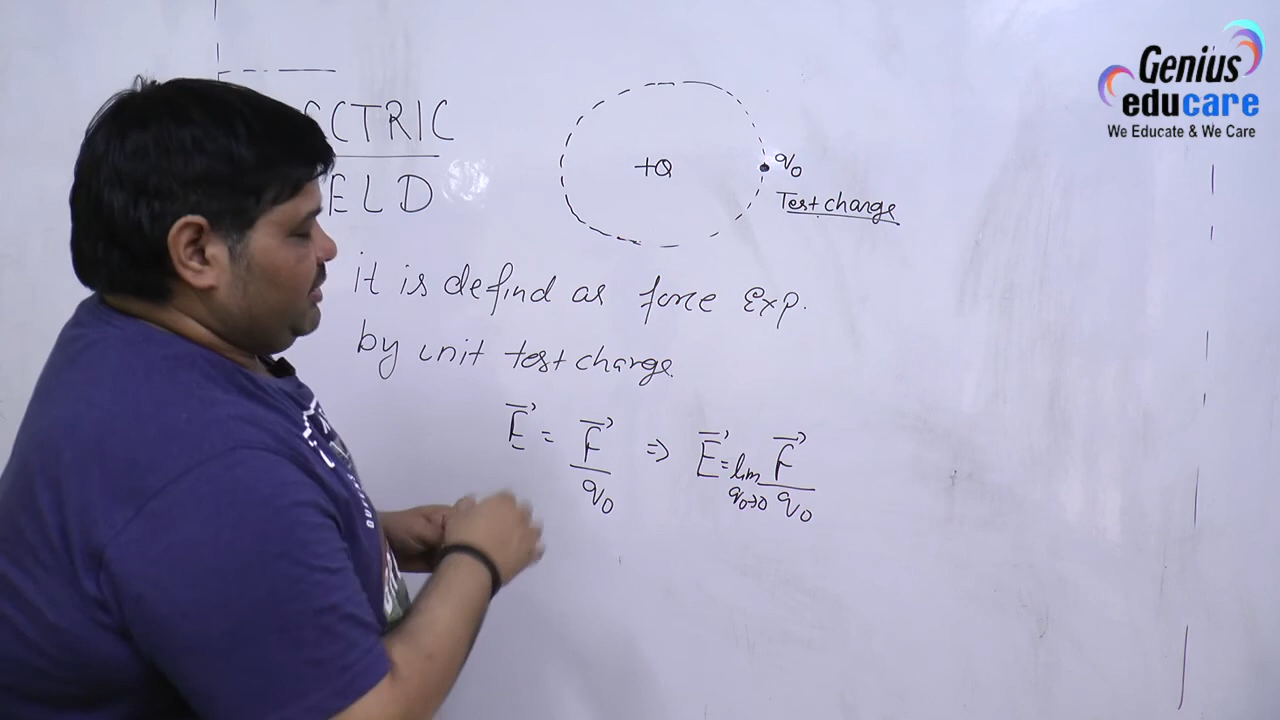 ECTRIC
ELD
+Q
q₀
Test charge
it is defind as force Exp.
by unit test charge
E⃗ = F⃗/q₀ => E⃗ = lim q₀→0 F⃗/q₀
Genius
educare
We Educate & We Care